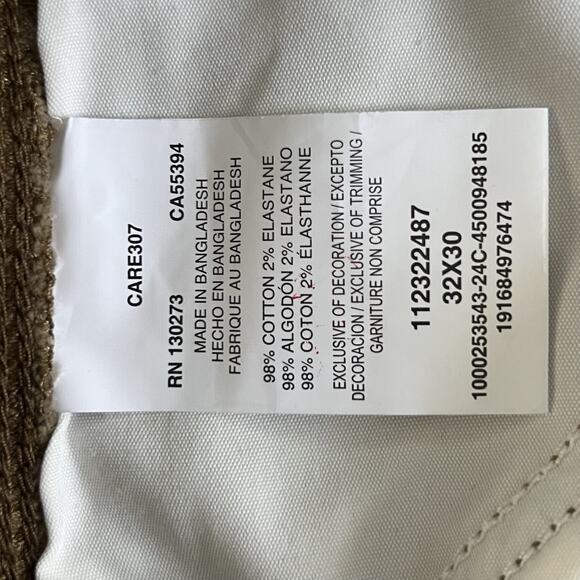 CARE307
RN 130273 CA55394
MADE IN BANGLADESH
HECHO EN BANGLADESH
FABRIQUE AU BANGLADESH
98% COTTON 2% ELASTANE
98% ALGODÓN 2% ELASTANO
98% COTON 2% ÉLASTHANNE
EXCLUSIVE OF DECORATION / EXCEPTO
DECORACION / EXCLUSIVE OF TRIMMING /
GARNITURE NON COMPRISE
112322487
32X30
1000253543-24C-4500948185
191684976474